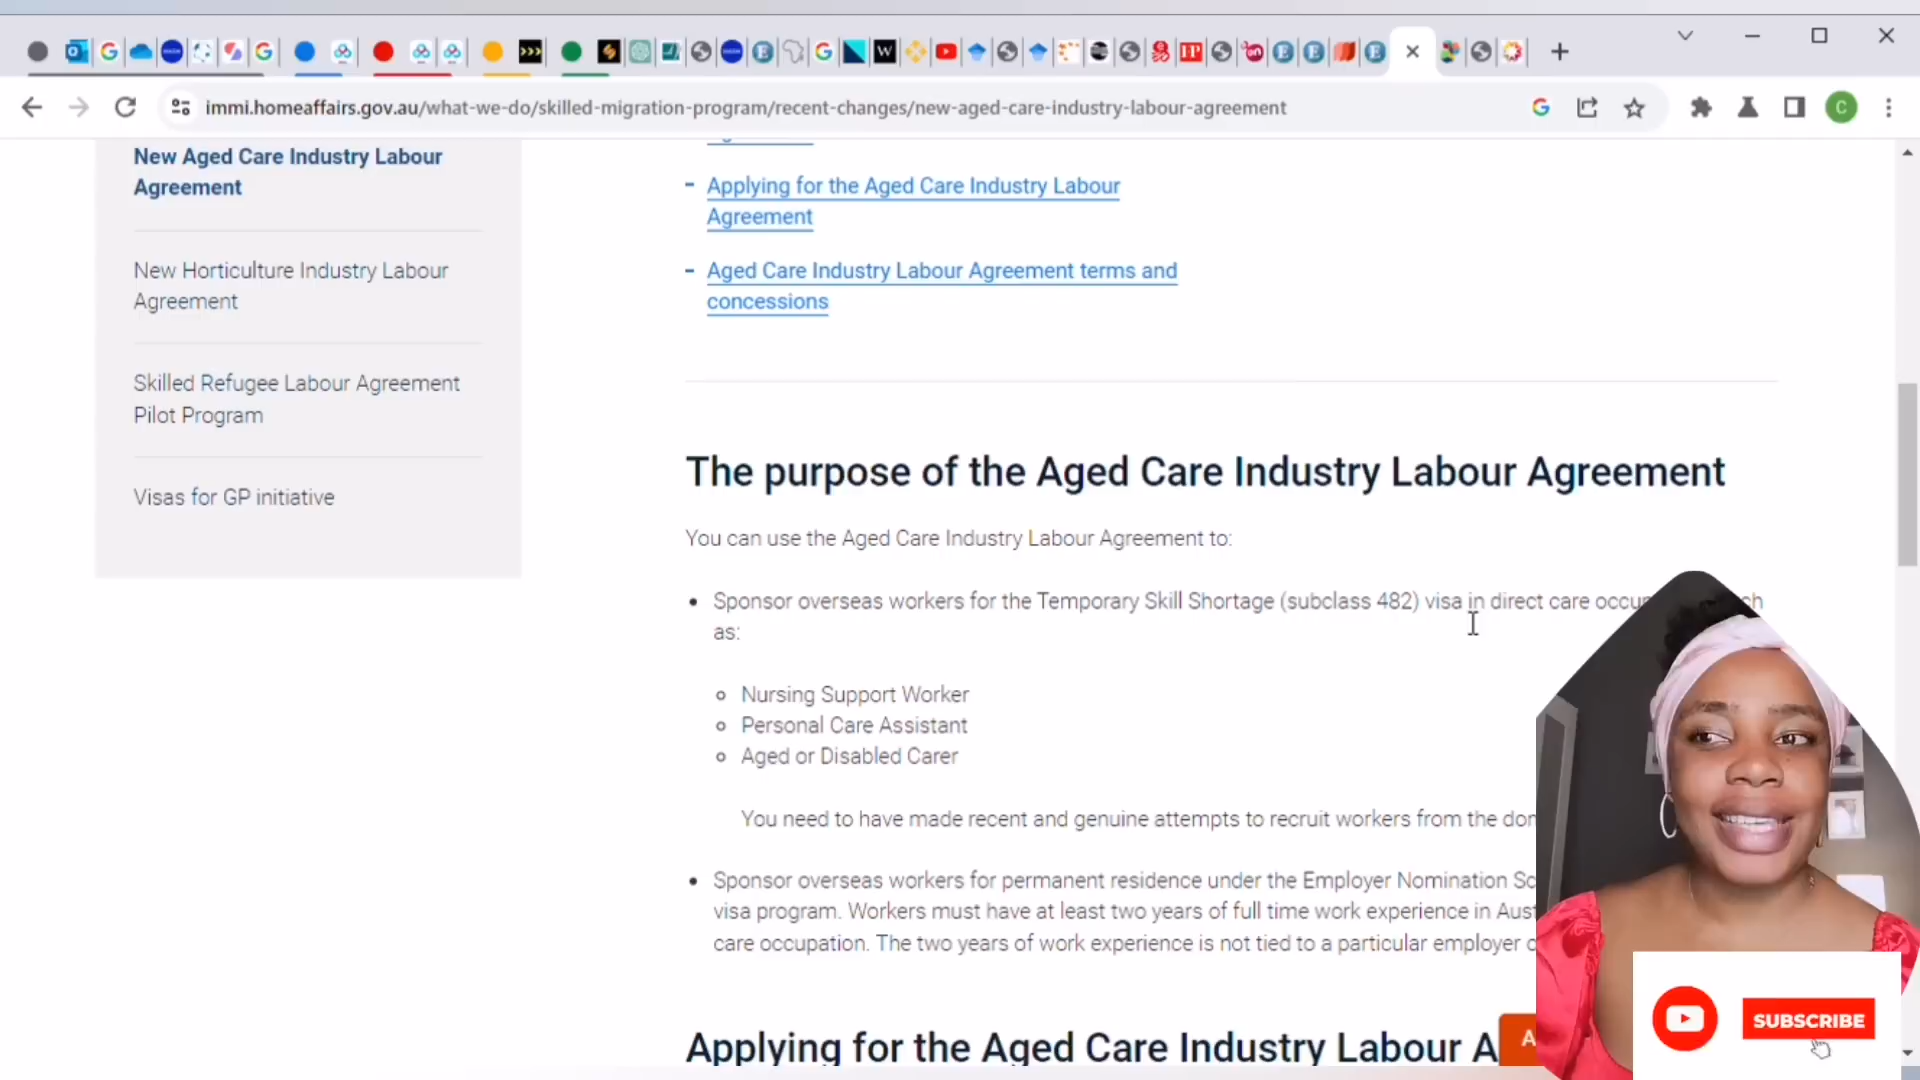 immi.homeaffairs.gov.au/what-we-do/skilled-migration-program/recent-changes/new-aged-care-industry-labour-agreement
C
New Aged Care Industry Labour
Agreement
New Horticulture Industry Labour
Agreement
Skilled Refugee Labour Agreement
Pilot Program
Visas for GP initiative
Applying for the Aged Care Industry Labour
Agreement
Aged Care Industry Labour Agreement terms and
concessions
The purpose of the Aged Care Industry Labour Agreement
You can use the Aged Care Industry Labour Agreement to:
Sponsor overseas workers for the Temporary Skill Shortage (subclass 482) visa in direct care
as:
Nursing Support Worker
Personal Care Assistant
Aged or Disabled Carer
You need to have made recent and genuine attempts to recruit workers from the
Sponsor overseas workers for permanent residence under the Employer Nomination
visa program. Workers must have at least two years of full time work experience in
care occupation. The two years of work experience is not tied to a particular employer
Applying for the Aged Care Industry Labour A
SUBSCRIBE